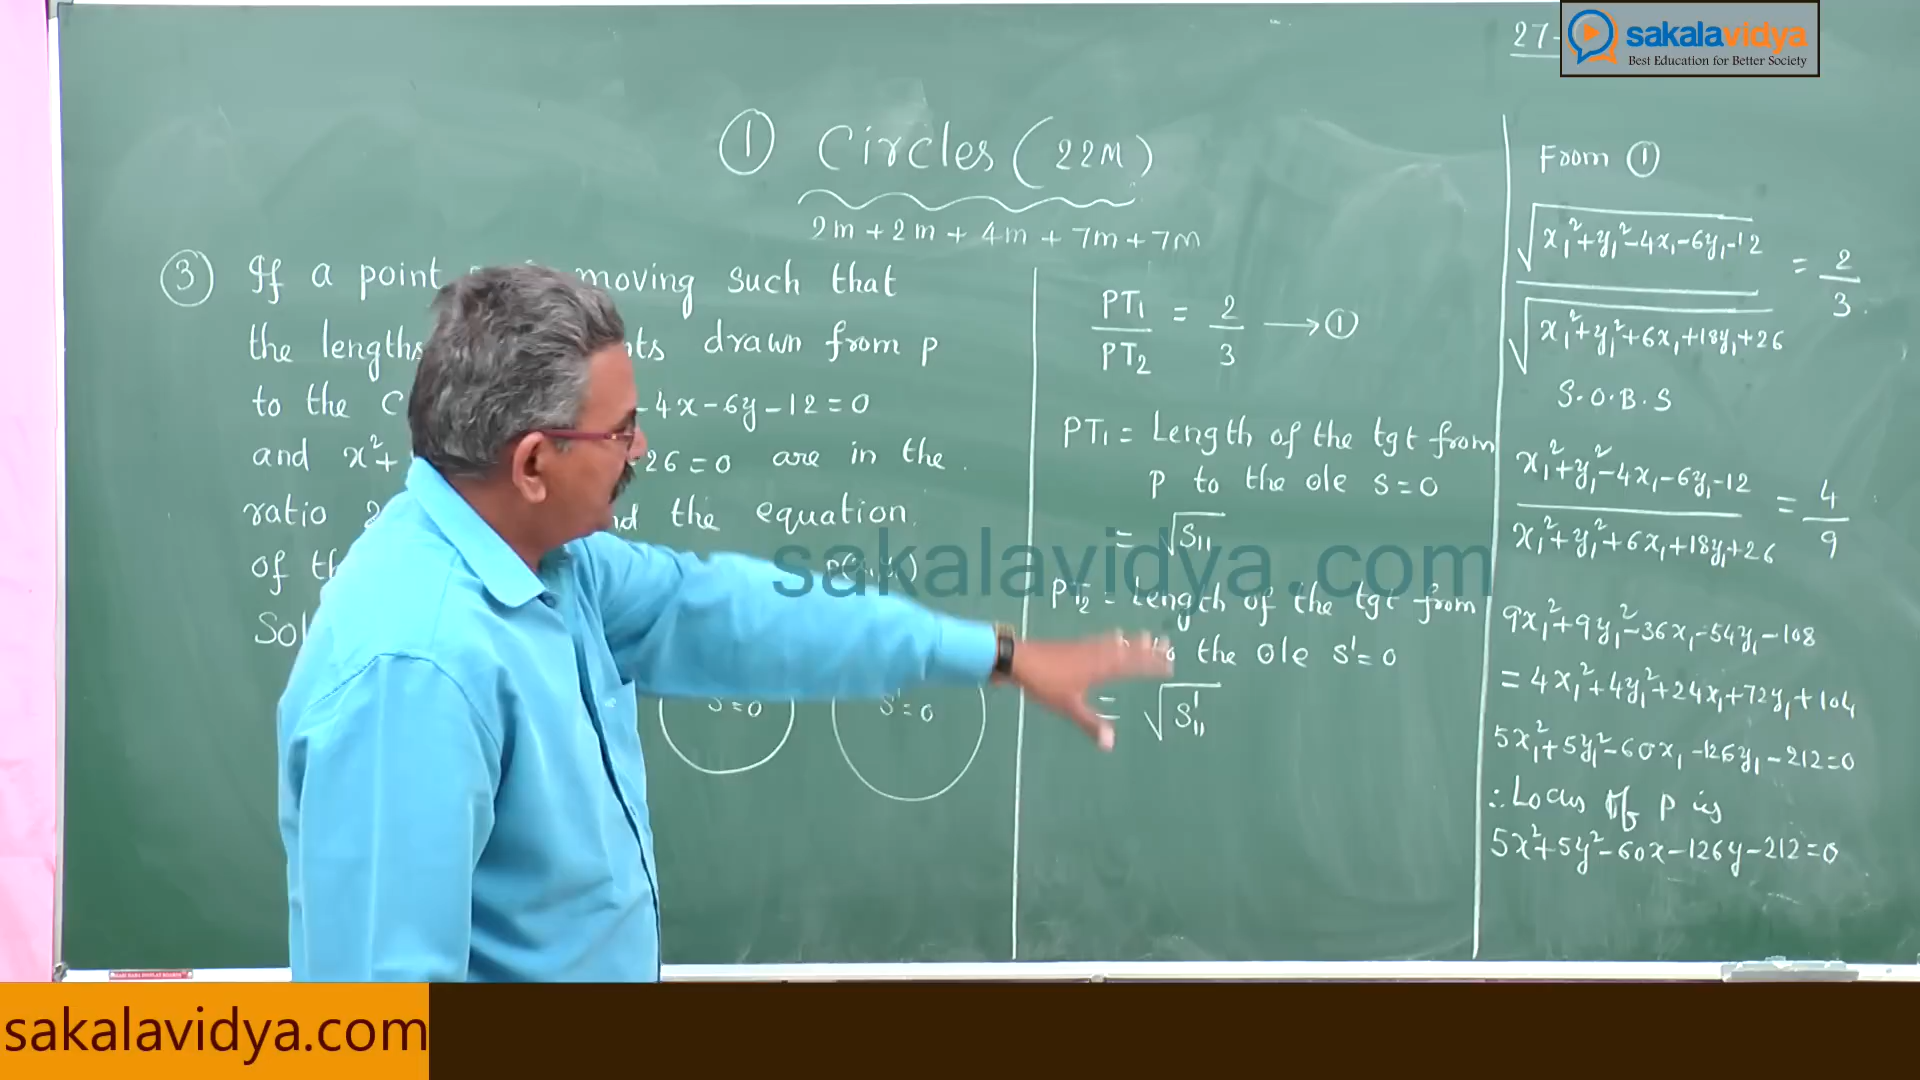 27-
sakalavidya
Best Education for Better Society
① Circles (22M)
2m + 2m + 4m + 7m + 7M
③ If a point moving such that
the lengths drawn from P
to the - 4x - 6y - 12 = 0
and x² + 26 = 0 are in the
ratio the equation
of
P(x₁,y₁)
S = 0
S' = 0
PT₁/PT₂ = 2/3 → ①
PT₁ = Length of the tgt from
P to the ole S = 0
= √S₁₁
PT₂ = Length of the tgt from
to the ole S' = 0
= √S'₁₁
From ①
√x₁²+y₁²-4x₁-6y₁-12 / √x₁²+y₁²+6x₁+18y₁+26 = 2/3.
S.O.B.S
x₁²+y₁²-4x₁-6y₁-12 / x₁²+y₁²+6x₁+18y₁+26 = 4/9
9x₁²+9y₁²-36x₁-54y₁-108
= 4x₁²+4y₁²+24x₁+72y₁+104
5x₁²+5y₁²-60x₁-126y₁-212=0
∴ Locus of P is
5x²+5y²-60x-126y-212=0
sakalavidya.com
sakalavidya.com